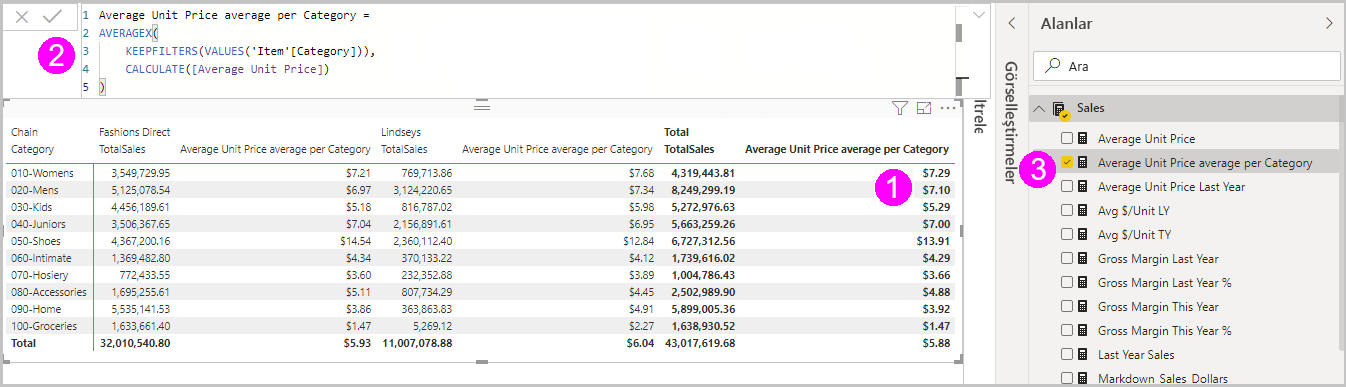 1 Average Unit Price average per Category =
2 AVERAGEX(
3 KEEPFILTERS(VALUES('Item'[Category])),
4 CALCULATE([Average Unit Price])
5 )
2
Chain Fashions Direct Lindseys Total
Category TotalSales Average Unit Price average per Category TotalSales Average Unit Price average per Category TotalSales Average Unit Price average per Category
010-Womens 3,549,729.95 $7.21 769,713.86 $7.68 4,319,443.81 $7.29
020-Mens 5,125,078.54 $6.97 3,124,220.65 $7.34 8,249,299.19 $7.10
030-Kids 4,456,189.61 $5.18 816,787.02 $5.98 5,272,976.63 $5.29
040-Juniors 3,506,367.65 $7.04 2,156,891.61 $6.95 5,663,259.26 $7.00
050-Shoes 4,367,200.16 $14.54 2,360,112.40 $12.84 6,727,312.56 $13.91
060-Intimate 1,369,482.80 $4.34 370,133.22 $4.12 1,739,616.02 $4.29
070-Hosiery 772,433.55 $3.60 232,352.88 $3.89 1,004,786.43 $3.66
080-Accessories 1,695,255.61 $5.11 807,734.29 $4.45 2,502,989.90 $4.88
090-Home 5,535,141.53 $3.86 363,863.83 $4.91 5,899,005.36 $3.92
100-Groceries 1,633,661.40 $1.47 5,269.12 $2.27 1,638,930.52 $1.47
Total 32,010,540.80 $5.93 11,007,078.88 $6.04 43,017,619.68 $5.88
1
ltrele
Görselleştirmeler
Alanlar
Ara
Sales
Average Unit Price
Average Unit Price average per Category
3
Average Unit Price Last Year
Avg $/Unit LY
Avg $/Unit TY
Gross Margin Last Year
Gross Margin Last Year %
Gross Margin This Year
Gross Margin This Year %
Last Year Sales
Markdown_Sales_Dollars